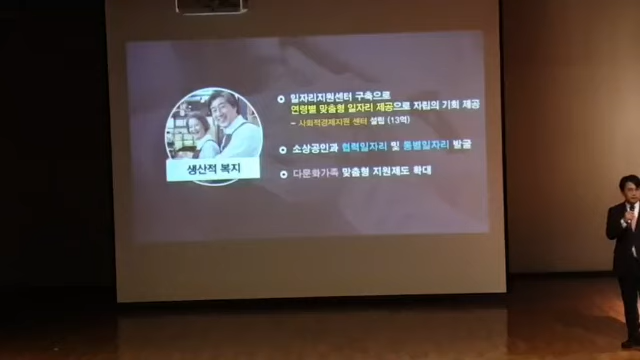 생산적 복지
일자리지원센터 구축으로
연령별 맞춤형 일자리 제공으로 자립의 기회 제공
- 사회적경제지원 센터 설립 (13억)
소상공인과 협력일자리 및 특별일자리 발굴
다문화가족 맞춤형 지원제도 확대